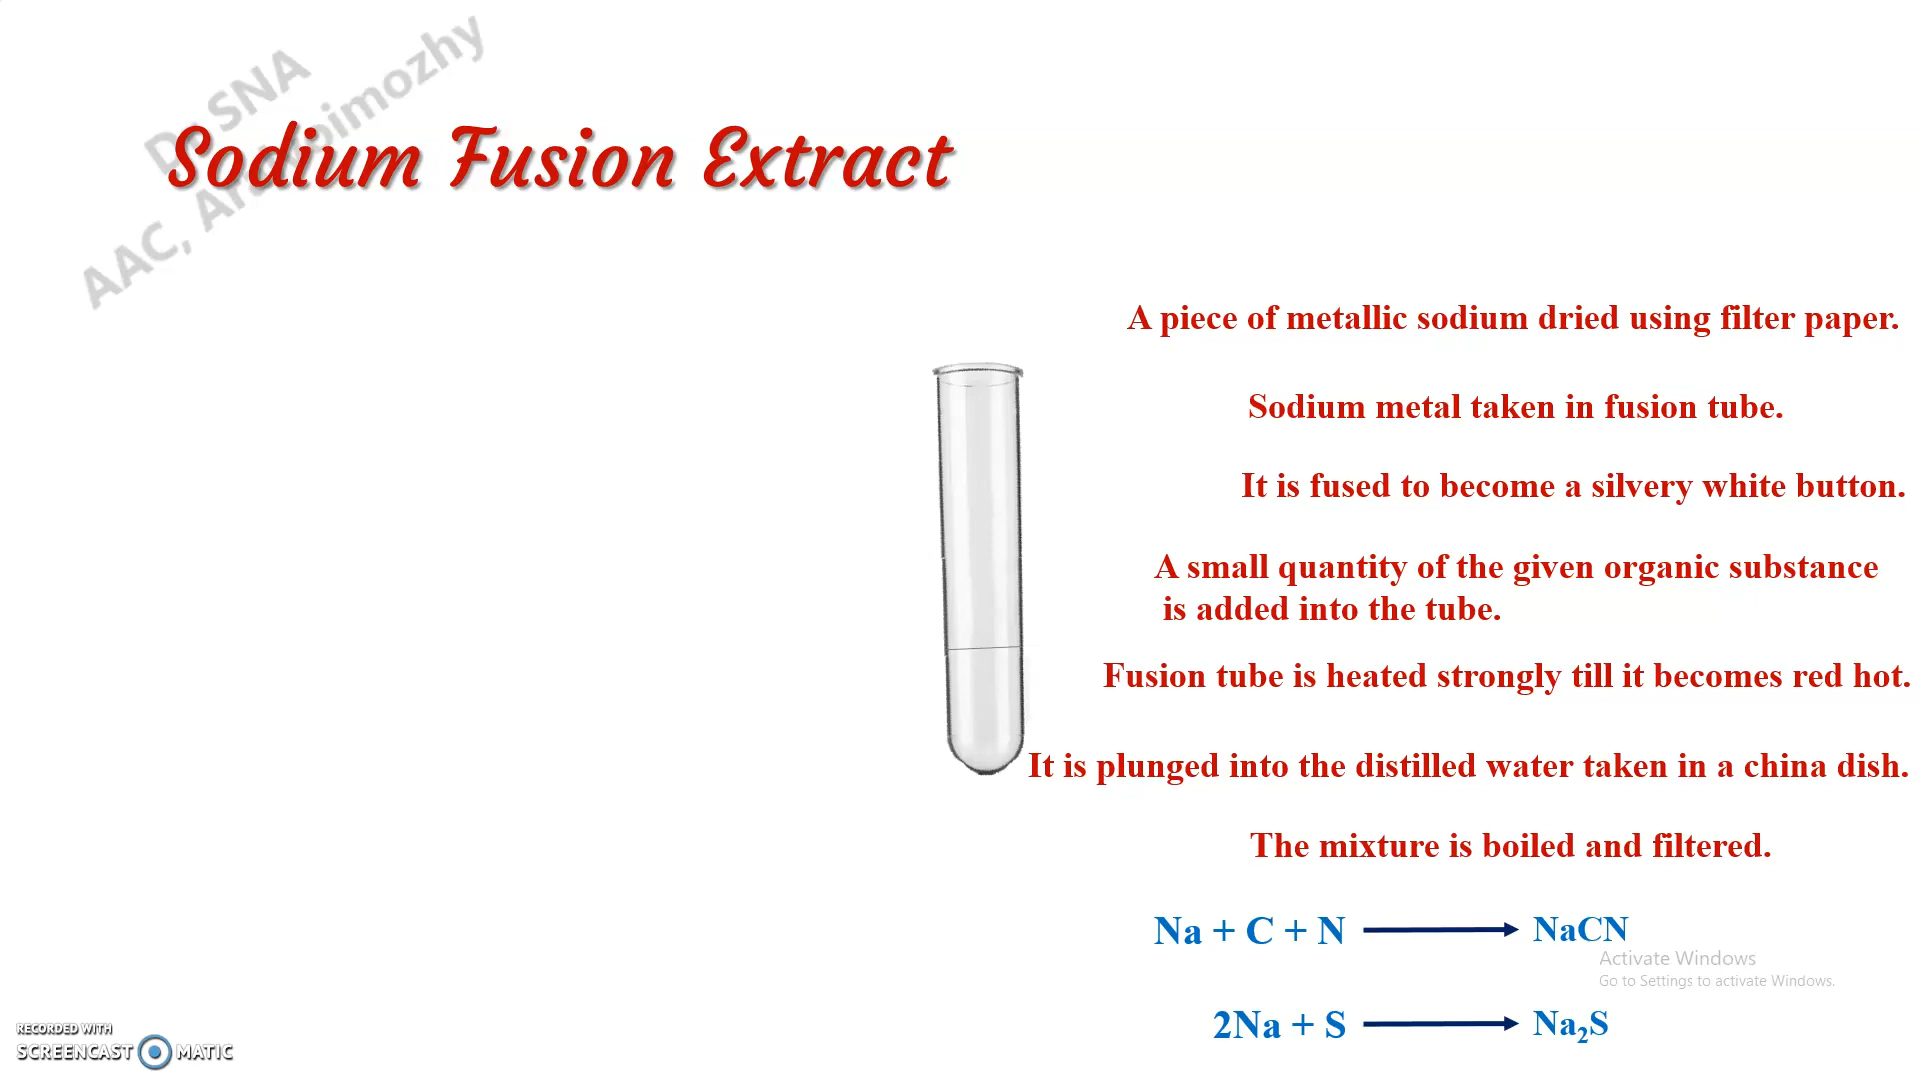 Dr SNA
AAC, Arappimozhy
Sodium Fusion Extract
A piece of metallic sodium dried using filter paper.
Sodium metal taken in fusion tube.
It is fused to become a silvery white button.
A small quantity of the given organic substance
is added into the tube.
Fusion tube is heated strongly till it becomes red hot.
It is plunged into the distilled water taken in a china dish.
The mixture is boiled and filtered.
Na + C + N → NaCN
Activate Windows
Go to Settings to activate Windows.
2Na + S → Na₂S
RECORDED WITH
SCREENCAST MATIC